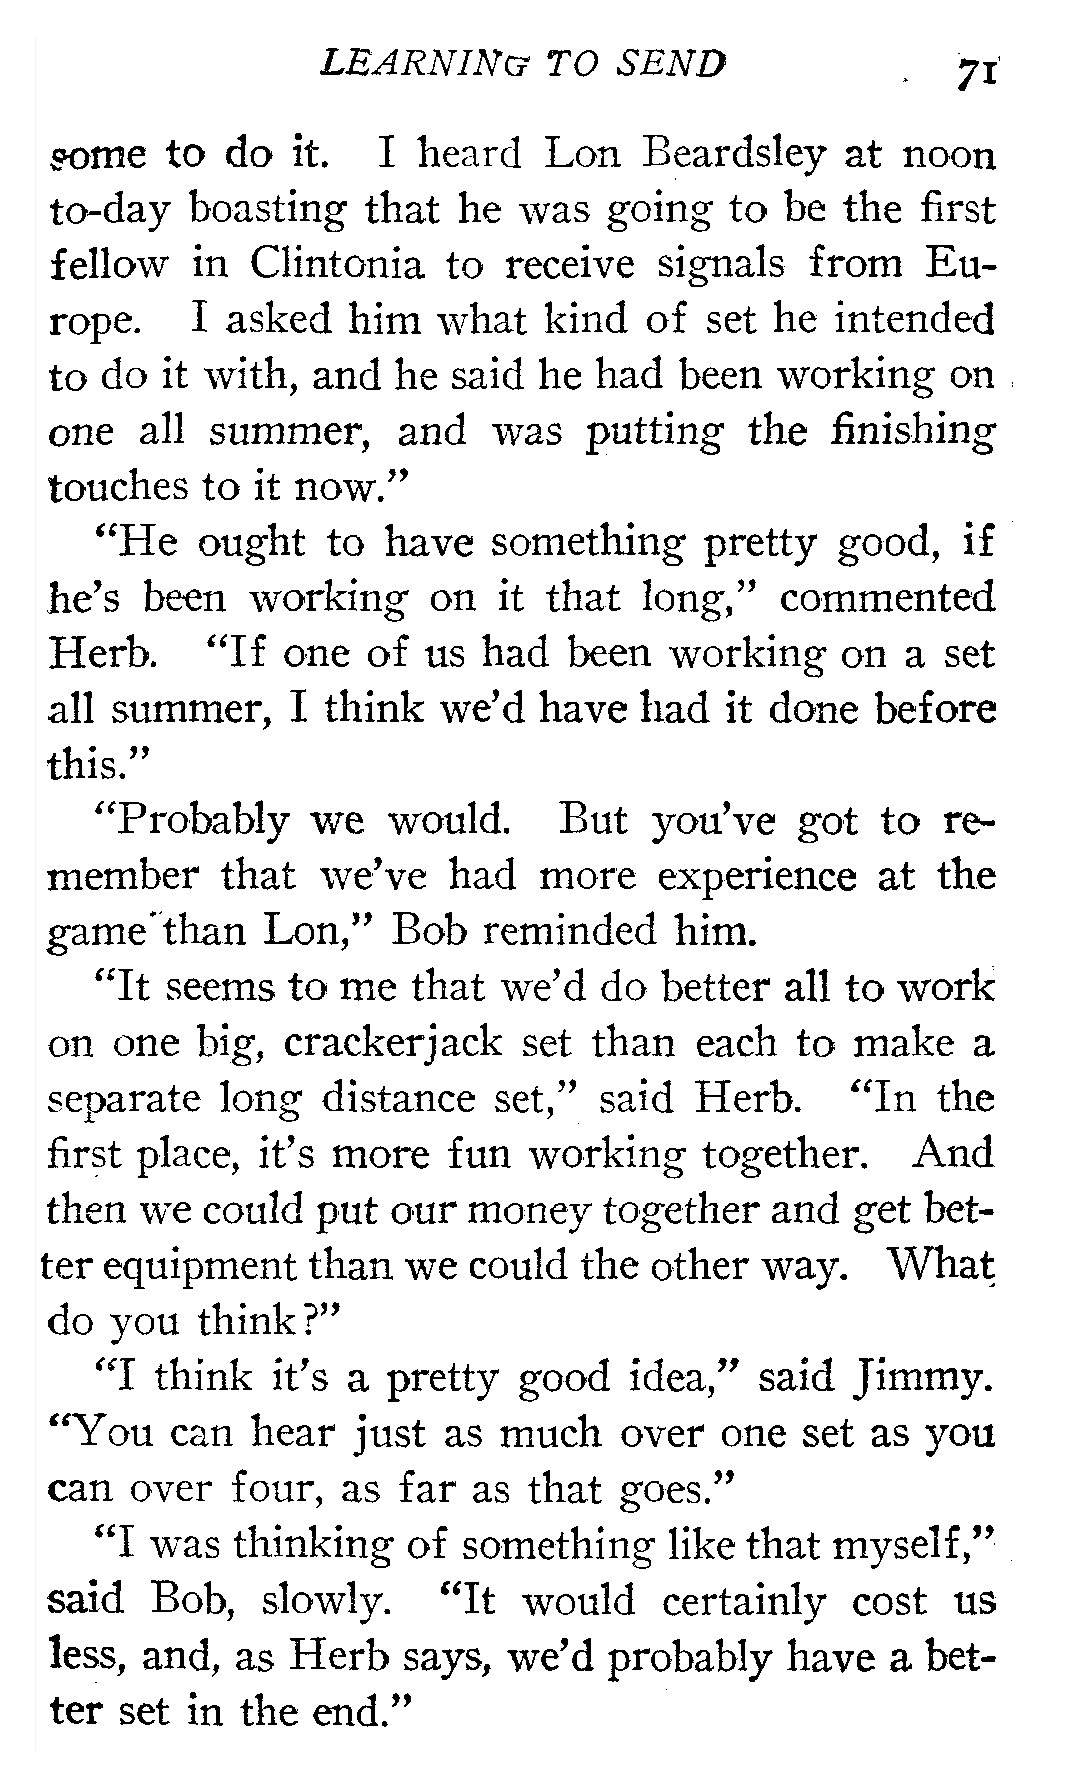 LEARNING TO SEND 71
some to do it. I heard Lon Beardsley at noon
to-day boasting that he was going to be the first
fellow in Clintonia to receive signals from Eu-
rope. I asked him what kind of set he intended
to do it with, and he said he had been working on
one all summer, and was putting the finishing
touches to it now.”
“He ought to have something pretty good, if
he’s been working on it that long,” commented
Herb. “If one of us had been working on a set
all summer, I think we’d have had it done before
this.”
“Probably we would. But you’ve got to re-
member that we’ve had more experience at the
game than Lon,” Bob reminded him.
“It seems to me that we’d do better all to work
on one big, crackerjack set than each to make a
separate long distance set,” said Herb. “In the
first place, it’s more fun working together. And
then we could put our money together and get bet-
ter equipment than we could the other way. What
do you think?”
“I think it’s a pretty good idea,” said Jimmy.
“You can hear just as much over one set as you
can over four, as far as that goes.”
“I was thinking of something like that myself,”
said Bob, slowly. “It would certainly cost us
less, and, as Herb says, we’d probably have a bet-
ter set in the end.”